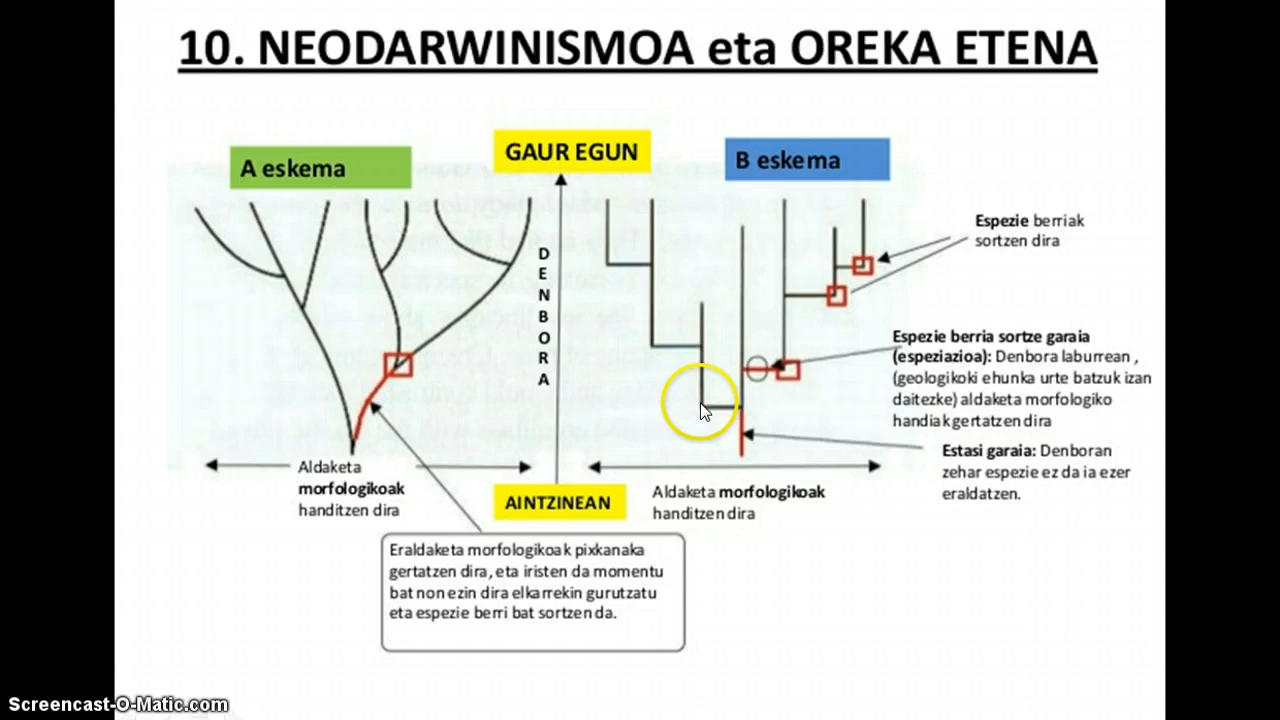 10. NEODARWINISMOA eta OREKA ETENA
A eskema
GAUR EGUN
B eskema
DENBORA
Espezie berriak
sortzen dira
Espezie berria sortze garaia
(espeziazioa): Denbora laburrean ,
(geologikoki ehunka urte batzuk izan
daitezke) aldaketa morfologiko
handiak gertatzen dira
Estasi garaia: Denboran
zehar espezie ez da ia ezer
eraldatzen.
Aldaketa
morfologikoak
handitzen dira
AINTZINEAN
Aldaketa morfologikoak
handitzen dira
Eraldaketa morfologikoak pixkanaka
gertatzen dira, eta iristen da momentu
bat non ezin dira elkarrekin gurutzatu
eta espezie berri bat sortzen da.
Screencast-O-Matic.com